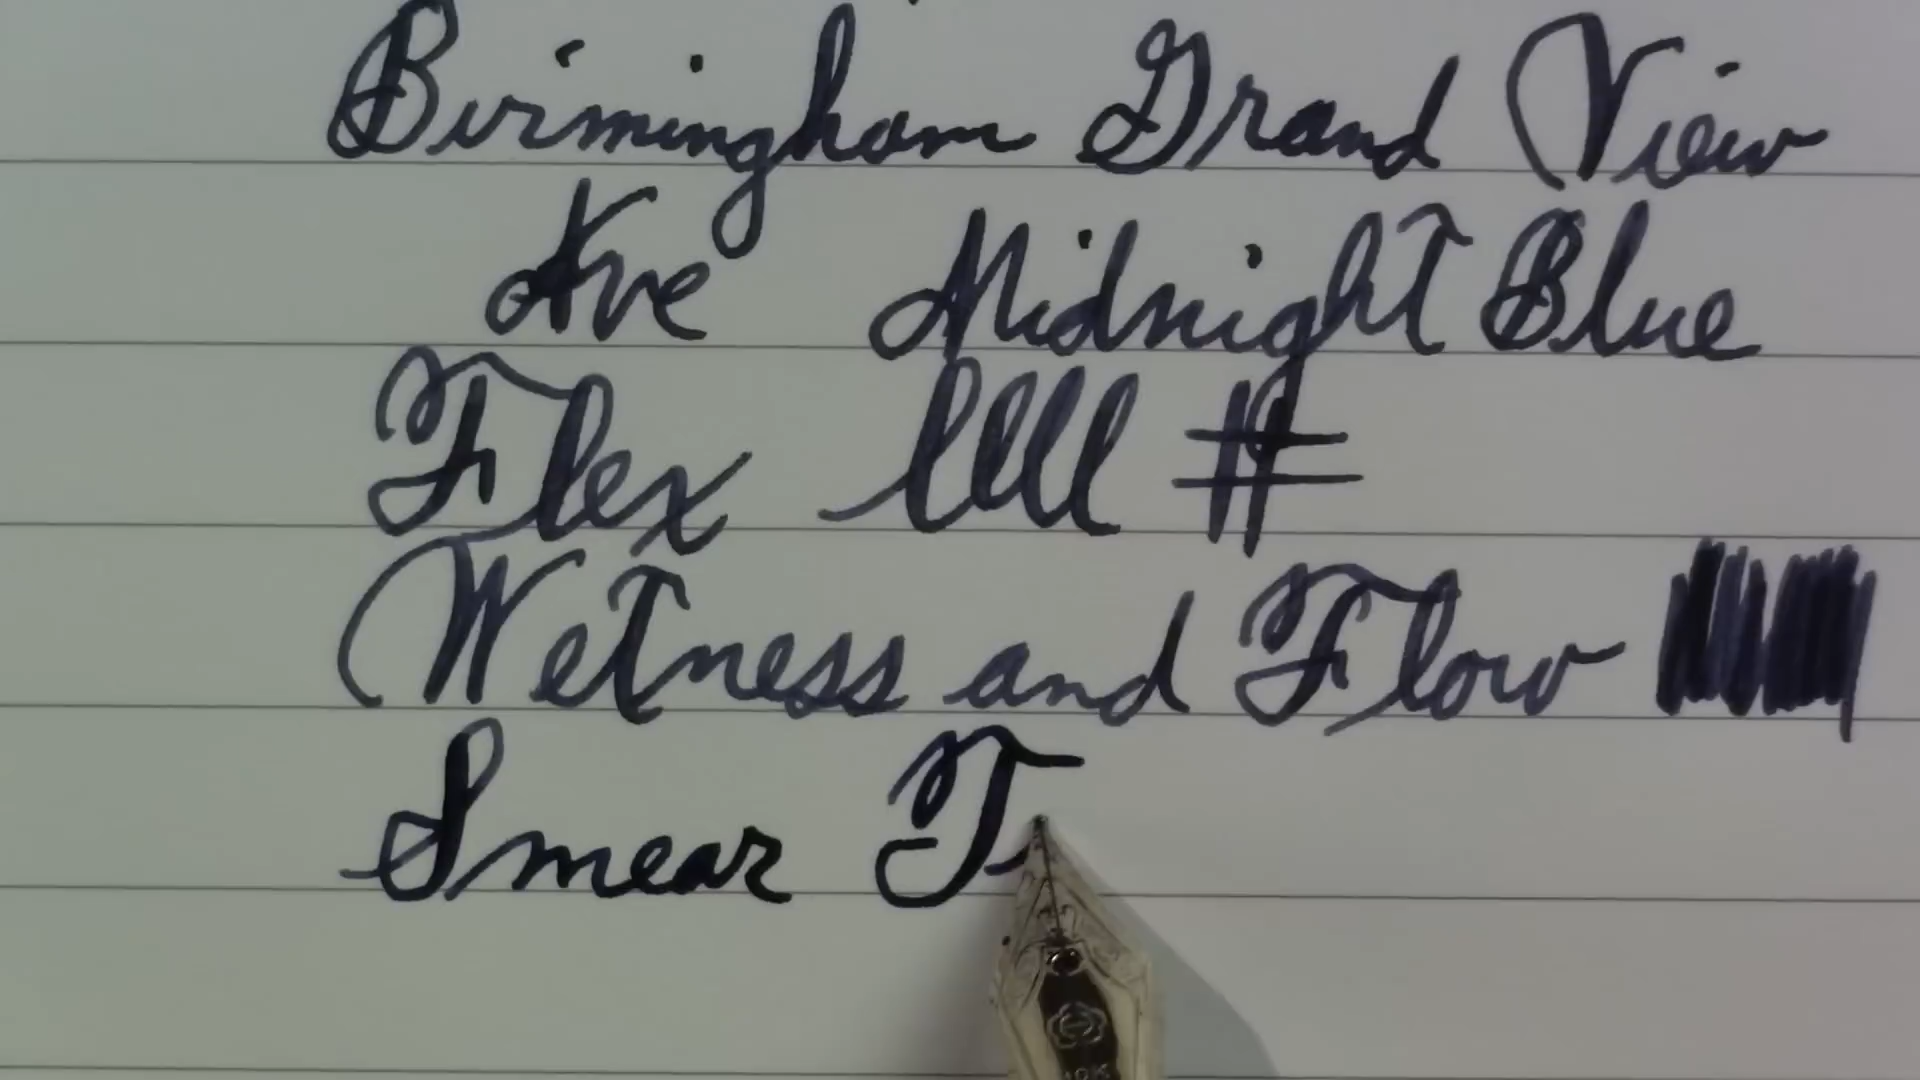 Birmingham Grand View
Ave Midnight Blue
Flex llll #
Wetness and Flow
Smear T